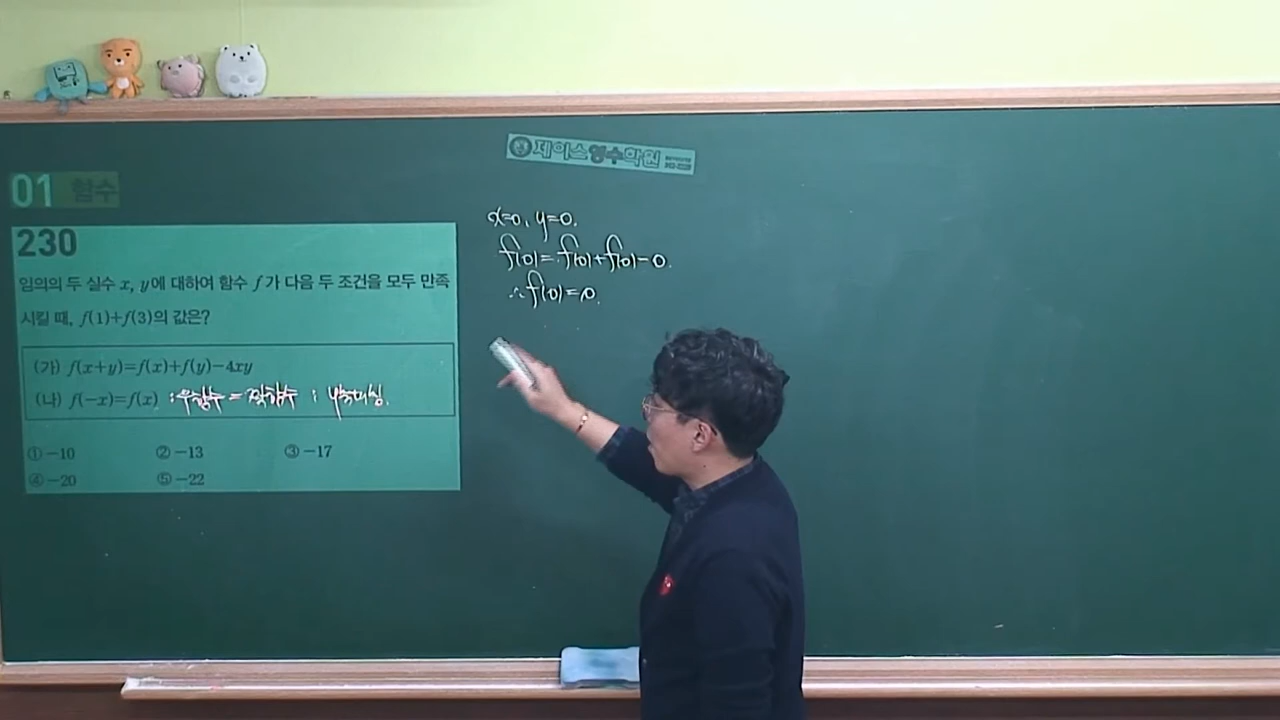 제이스영수학원
01 함수
230
임의의 두 실수 x, y에 대하여 함수 f가 다음 두 조건을 모두 만족
시킬 때, f(1)+f(3)의 값은?
(가) f(x+y)=f(x)+f(y)-4xy
(나) f(-x)=f(x) : 우함수 = 짝함수 : y축대칭.
① -10 ② -13 ③ -17
④ -20 ⑤ -22
x=0, y=0.
f(0)=f(0)+f(0)-0.
∴ f(0)=0.